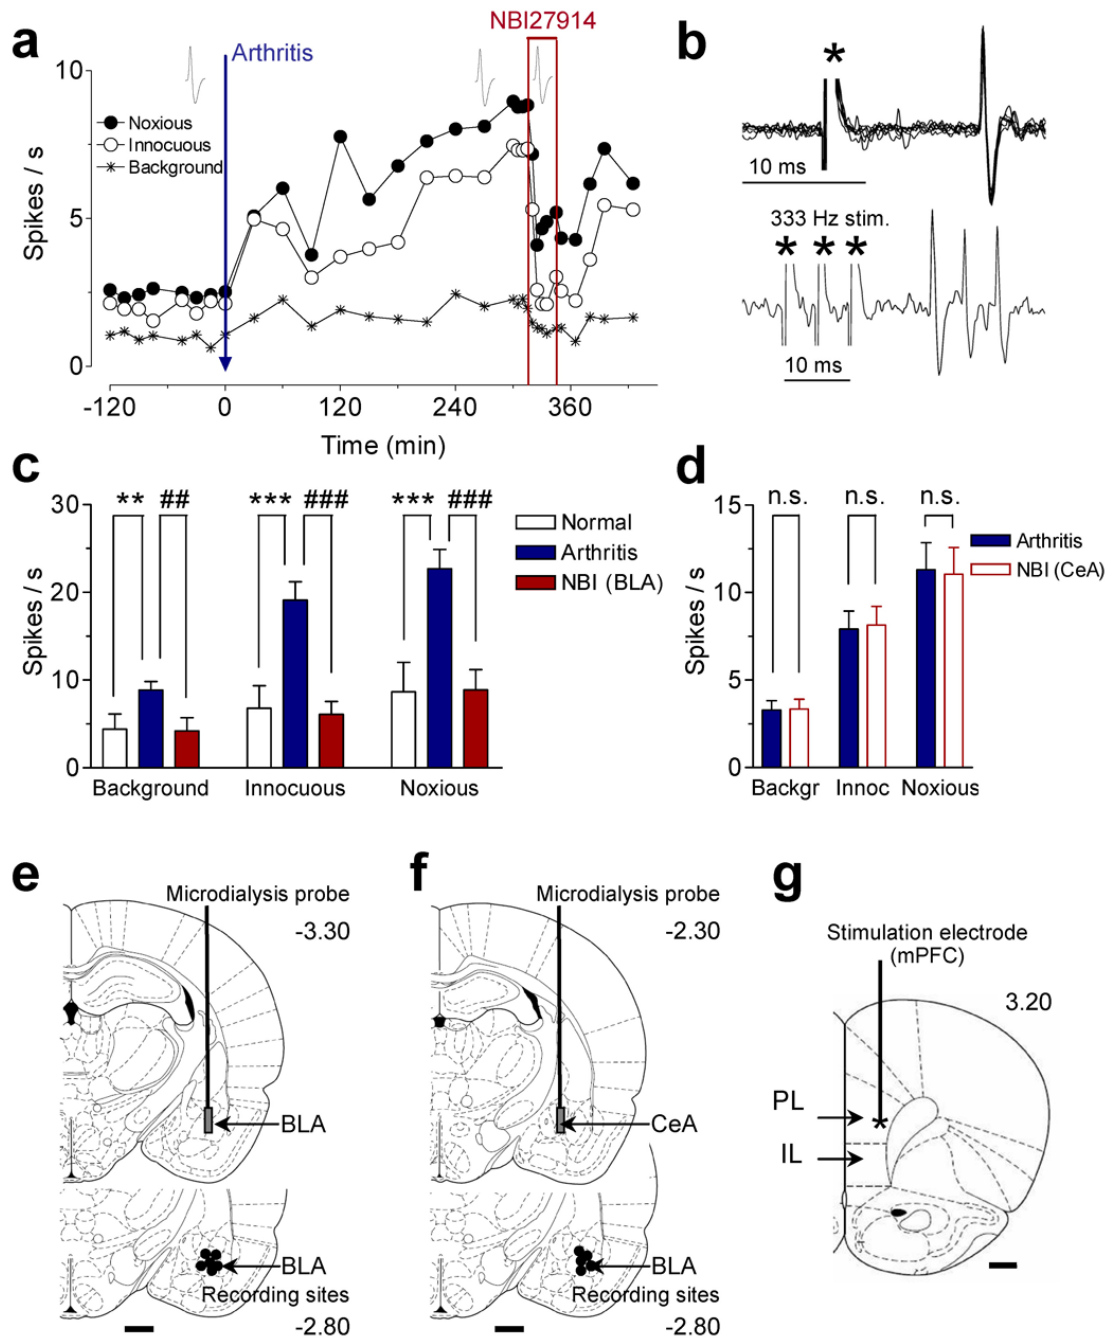 a
NBI27914
Arthritis
10
Noxious
Innocuous
Background
5
0
Spikes / s
-120 0 120 240 360
Time (min)
b
*
10 ms
333 Hz stim.
* * *
10 ms
c
30
20
10
0
Spikes / s
** ##
*** ###
*** ###
Normal
Arthritis
NBI (BLA)
Background Innocuous Noxious
d
15
10
5
0
Spikes / s
n.s. n.s. n.s.
Arthritis
NBI (CeA)
Backgr Innoc Noxious
e
Microdialysis probe
-3.30
BLA
BLA
Recording sites
-2.80
f
Microdialysis probe
-2.30
CeA
BLA
Recording sites
-2.80
g
Stimulation electrode
(mPFC)
3.20
PL
*
IL